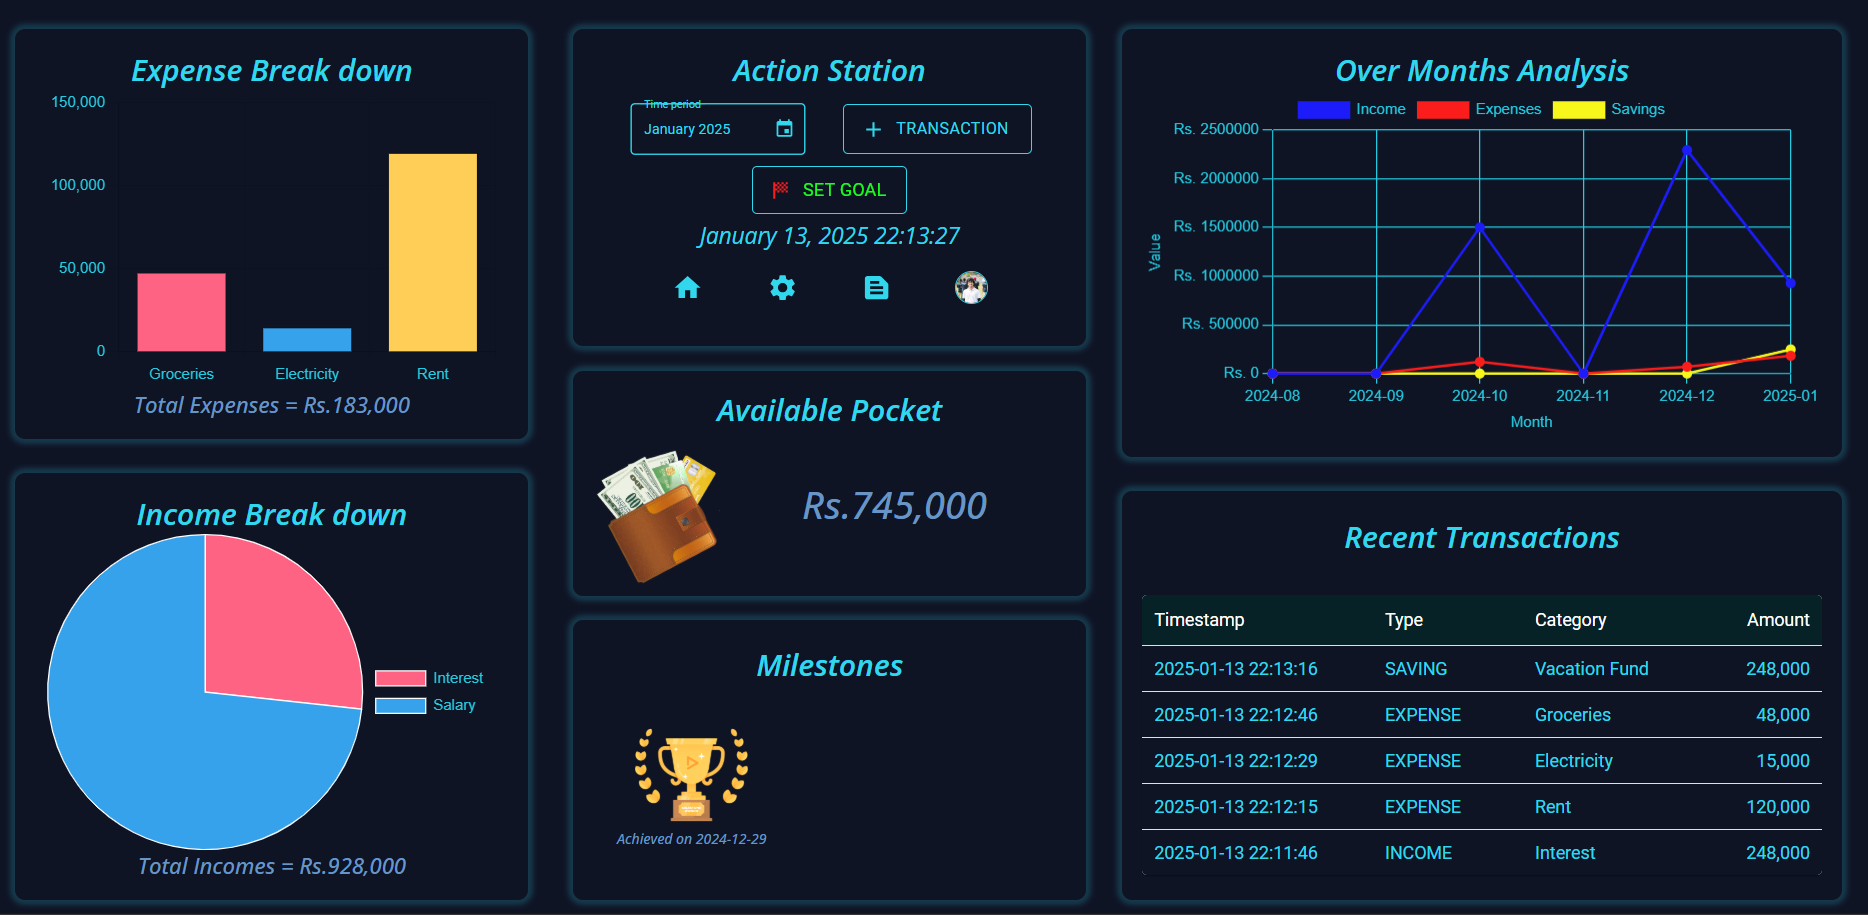 Expense Break down
150,000
100,000
50,000
0
Groceries Electricity Rent
Total Expenses = Rs.183,000
Income Break down
Interest
Salary
Total Incomes = Rs.928,000
Action Station
Time period
January 2025
TRANSACTION
SET GOAL
January 13, 2025 22:13:27
Available Pocket
Rs.745,000
Milestones
Achieved on 2024-12-29
Over Months Analysis
Income Expenses Savings
Rs. 2500000
Rs. 2000000
Rs. 1500000
Rs. 1000000
Rs. 500000
Rs. 0
Value
2024-08 2024-09 2024-10 2024-11 2024-12 2025-01
Month
Recent Transactions
Timestamp Type Category Amount
2025-01-13 22:13:16 SAVING Vacation Fund 248,000
2025-01-13 22:12:46 EXPENSE Groceries 48,000
2025-01-13 22:12:29 EXPENSE Electricity 15,000
2025-01-13 22:12:15 EXPENSE Rent 120,000
2025-01-13 22:11:46 INCOME Interest 248,000